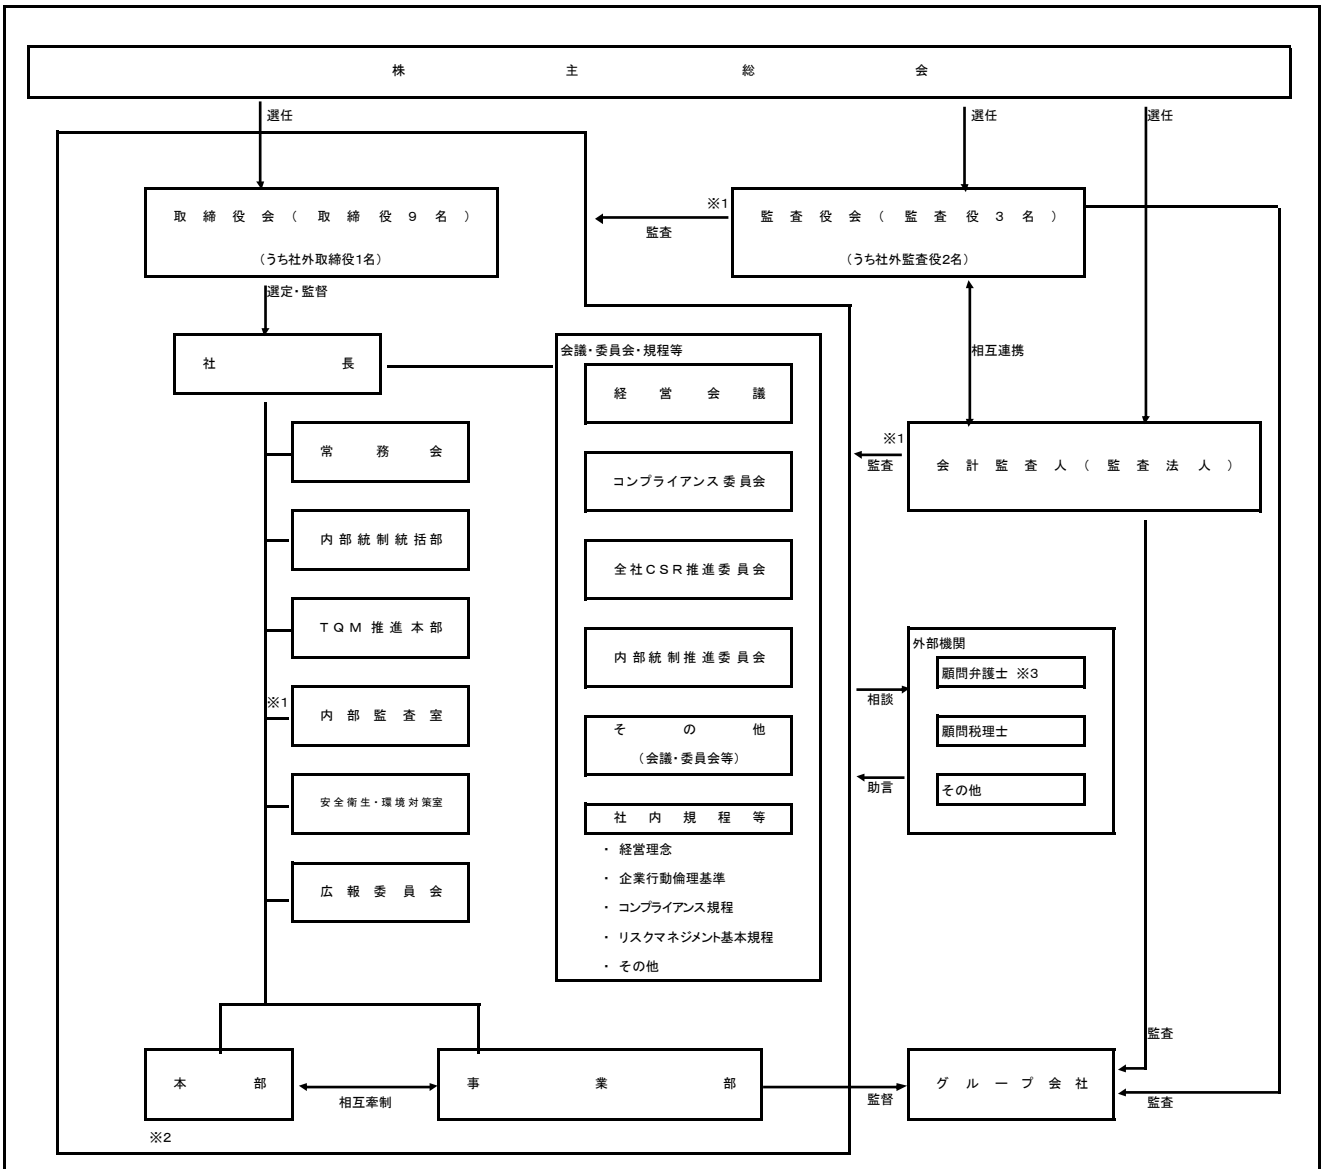 株主総会
選任
選任
選任
取締役会(取締役9名)
(うち社外取締役1名)
※1
監査
監査役会(監査役3名)
(うち社外監査役2名)
選定・監督
社長
会議・委員会・規程等
経営会議
コンプライアンス委員会
全社CSR推進委員会
内部統制推進委員会
その他
(会議・委員会等)
社内規程等
・ 経営理念
・ 企業行動倫理基準
・ コンプライアンス規程
・ リスクマネジメント基本規程
・ その他
相互連携
常務会
内部統制統括部
TQM推進本部
※1
内部監査室
安全衛生・環境対策室
広報委員会
※1
監査
会計監査人(監査法人)
外部機関
顧問弁護士 ※3
顧問税理士
その他
相談
助言
本部
相互牽制
事業部
監督
グループ会社
監査
監査
※2